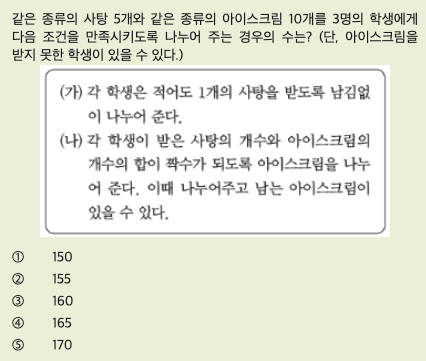 같은 종류의 사탕 5개와 같은 종류의 아이스크림 10개를 3명의 학생에게
다음 조건을 만족시키도록 나누어 주는 경우의 수는? (단, 아이스크림을
받지 못한 학생이 있을 수 있다.)
(가) 각 학생은 적어도 1개의 사탕을 받도록 남김없
이 나누어 준다.
(나) 각 학생이 받은 사탕의 개수와 아이스크림의
개수의 합이 짝수가 되도록 아이스크림을 나누
어 준다. 이때 나누어주고 남는 아이스크림이
있을 수 있다.
① 150
② 155
③ 160
④ 165
⑤ 170